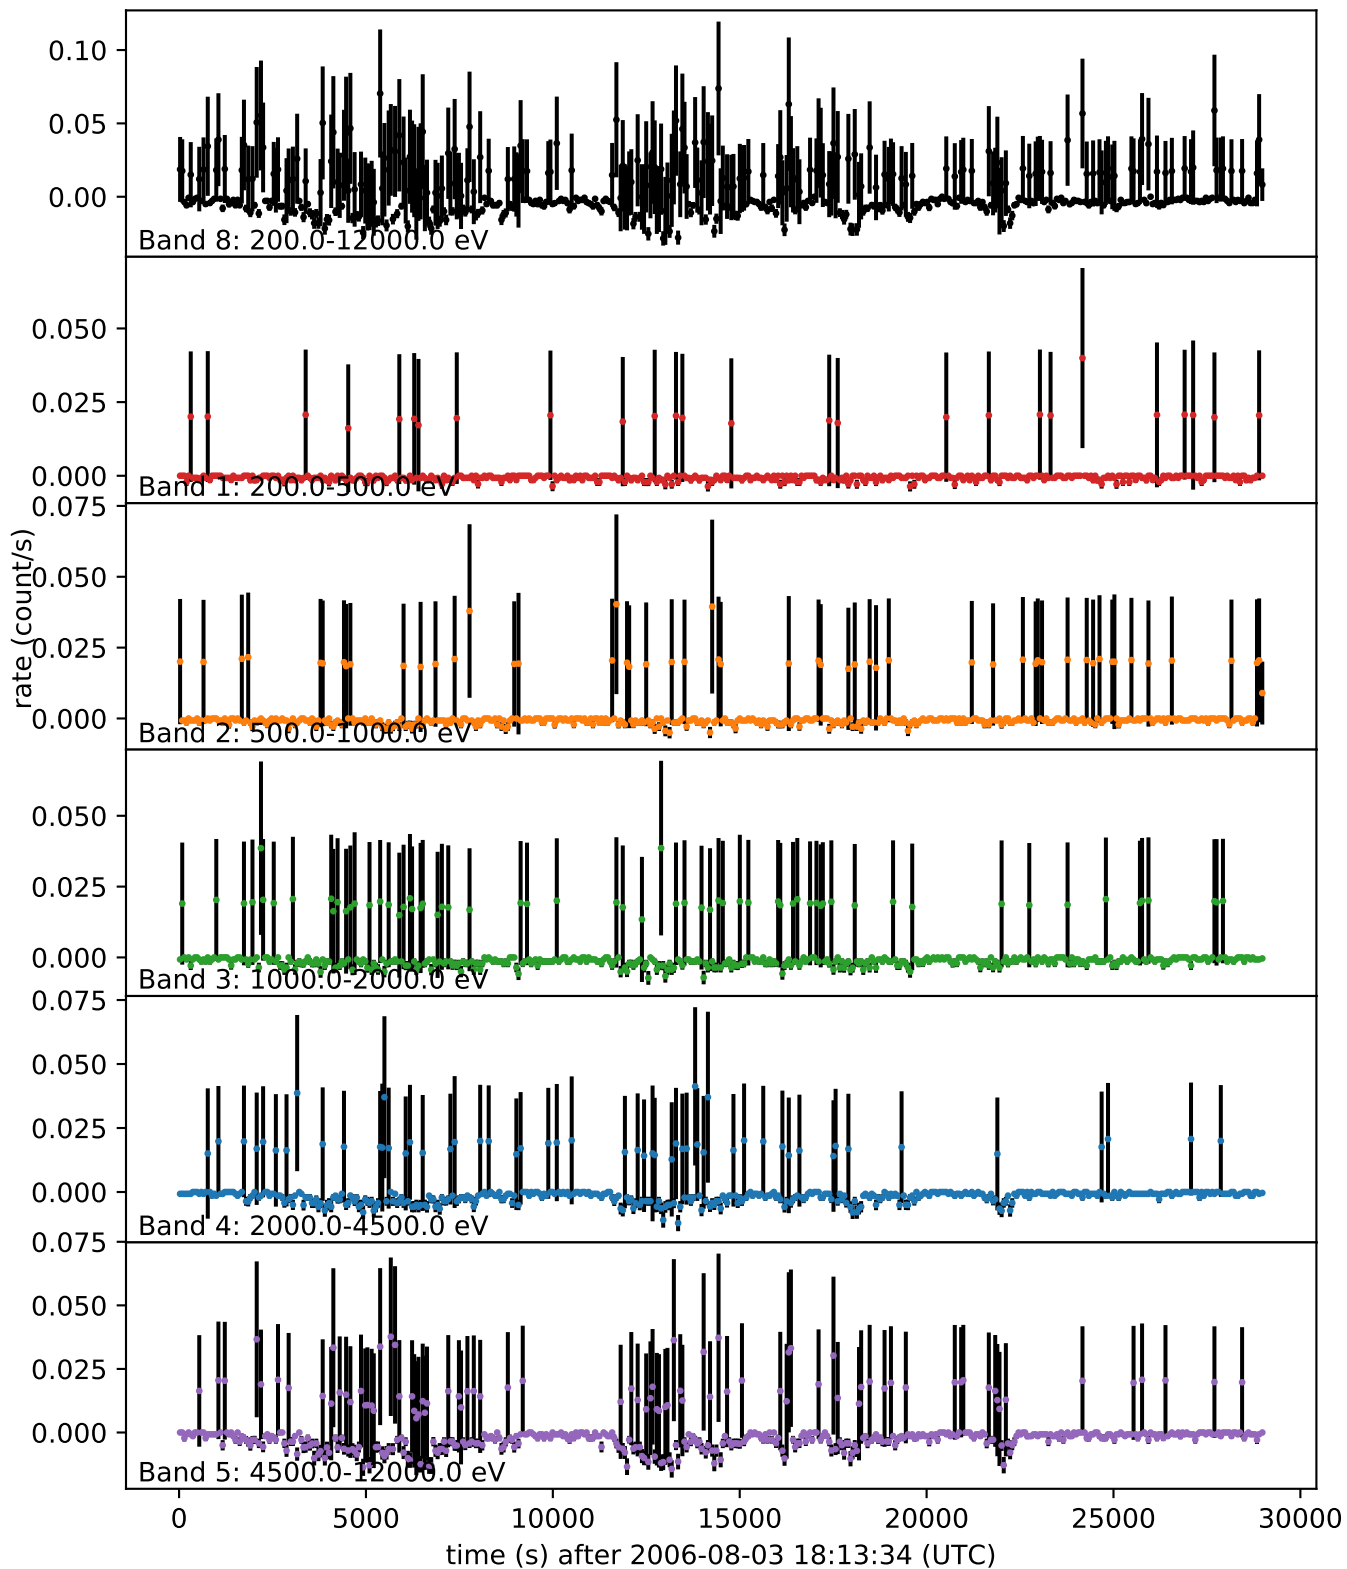 0.10
0.05
0.00
Band 8: 200.0-12000.0 eV
0.050
0.025
0.000
Band 1: 200.0-500.0 eV
0.075
0.050
0.025
0.000
Band 2: 500.0-1000.0 eV
rate (count/s)
0.050
0.025
0.000
Band 3: 1000.0-2000.0 eV
0.075
0.050
0.025
0.000
Band 4: 2000.0-4500.0 eV
0.075
0.050
0.025
0.000
Band 5: 4500.0-12000.0 eV
0 5000 10000 15000 20000 25000 30000
time (s) after 2006-08-03 18:13:34 (UTC)